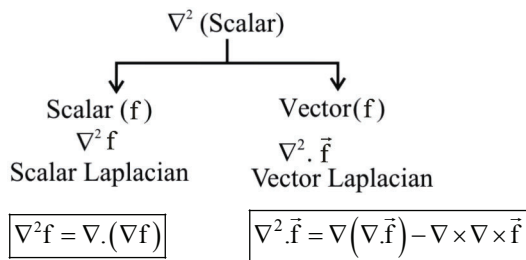 ∇² (Scalar)
Scalar (f)
∇² f
Scalar Laplacian
∇²f = ∇.(∇f)
Vector(f)
∇². f⃗
Vector Laplacian
∇².f⃗ = ∇(∇.f⃗) − ∇ × ∇ × f⃗